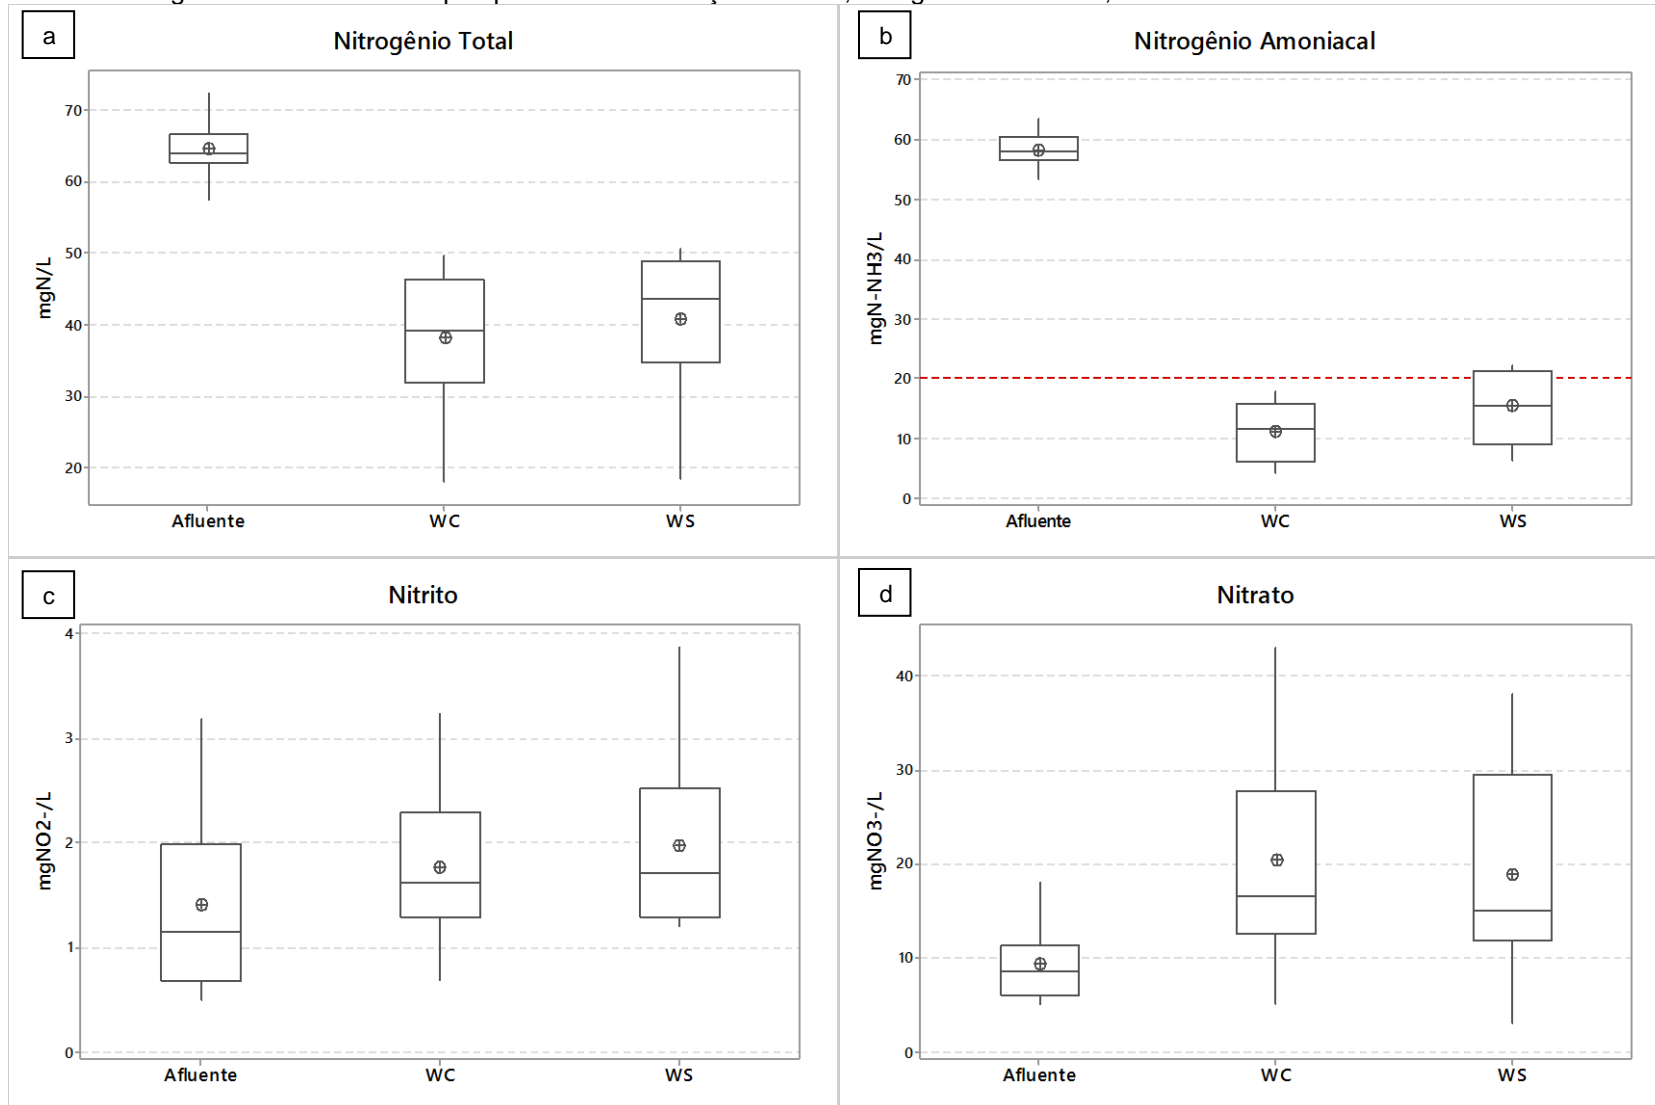 a
Nitrogênio Total
70
60
50
40
30
20
mgN/L
Afluente WC WS
b
Nitrogênio Amoniacal
70
60
50
40
30
20
10
0
mgN-NH3/L
Afluente WC WS
c
Nitrito
4
3
2
1
0
mgNO2-/L
Afluente WC WS
d
Nitrato
40
30
20
10
0
mgNO3-/L
Afluente WC WS